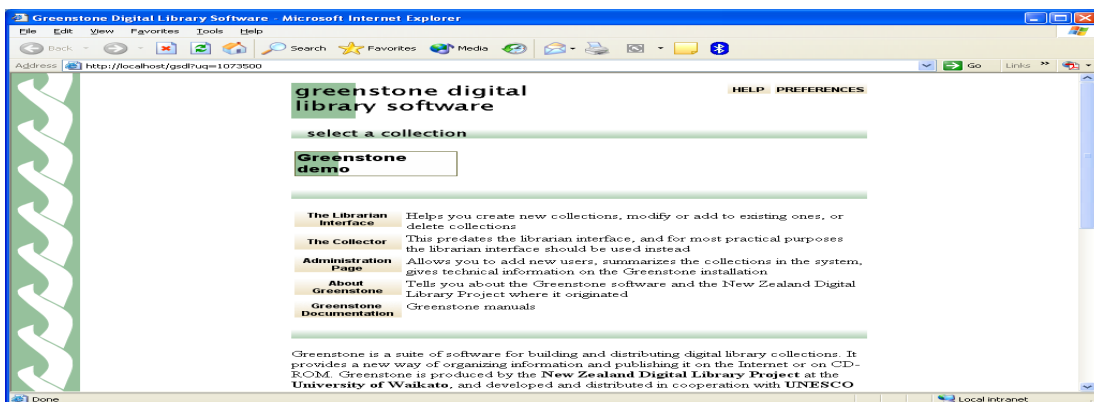 Greenstone Digital Library Software - Microsoft Internet Explorer
File Edit View Favorites Tools Help
Back Search Favorites Media
Address http://localhost/gsdl?uq=1073500 Go Links »
greenstone digital
library software
HELP PREFERENCES
select a collection
Greenstone
demo
The Librarian
Interface
Helps you create new collections, modify or add to existing ones, or
delete collections
The Collector
This predates the librarian interface, and for most practical purposes
the librarian interface should be used instead
Administration
Page
Allows you to add new users, summarizes the collections in the system,
gives technical information on the Greenstone installation
About
Greenstone
Tells you about the Greenstone software and the New Zealand Digital
Library Project where it originated
Greenstone
Documentation
Greenstone manuals
Greenstone is a suite of software for building and distributing digital library collections. It
provides a new way of organizing information and publishing it on the Internet or on CD-
ROM. Greenstone is produced by the New Zealand Digital Library Project at the
University of Waikato, and developed and distributed in cooperation with UNESCO
Done Local intranet